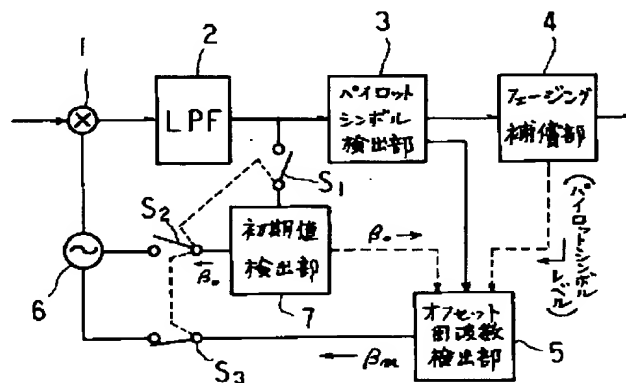 1
2
3
4
LPF
パイロット
シンボル
検出部
フェージング
補償部
S1
S2
初期値
検出部
β0
β0
(パイロットシンボル
レベル)
6
7
オフセット
周波数
検出部
5
S3
βm